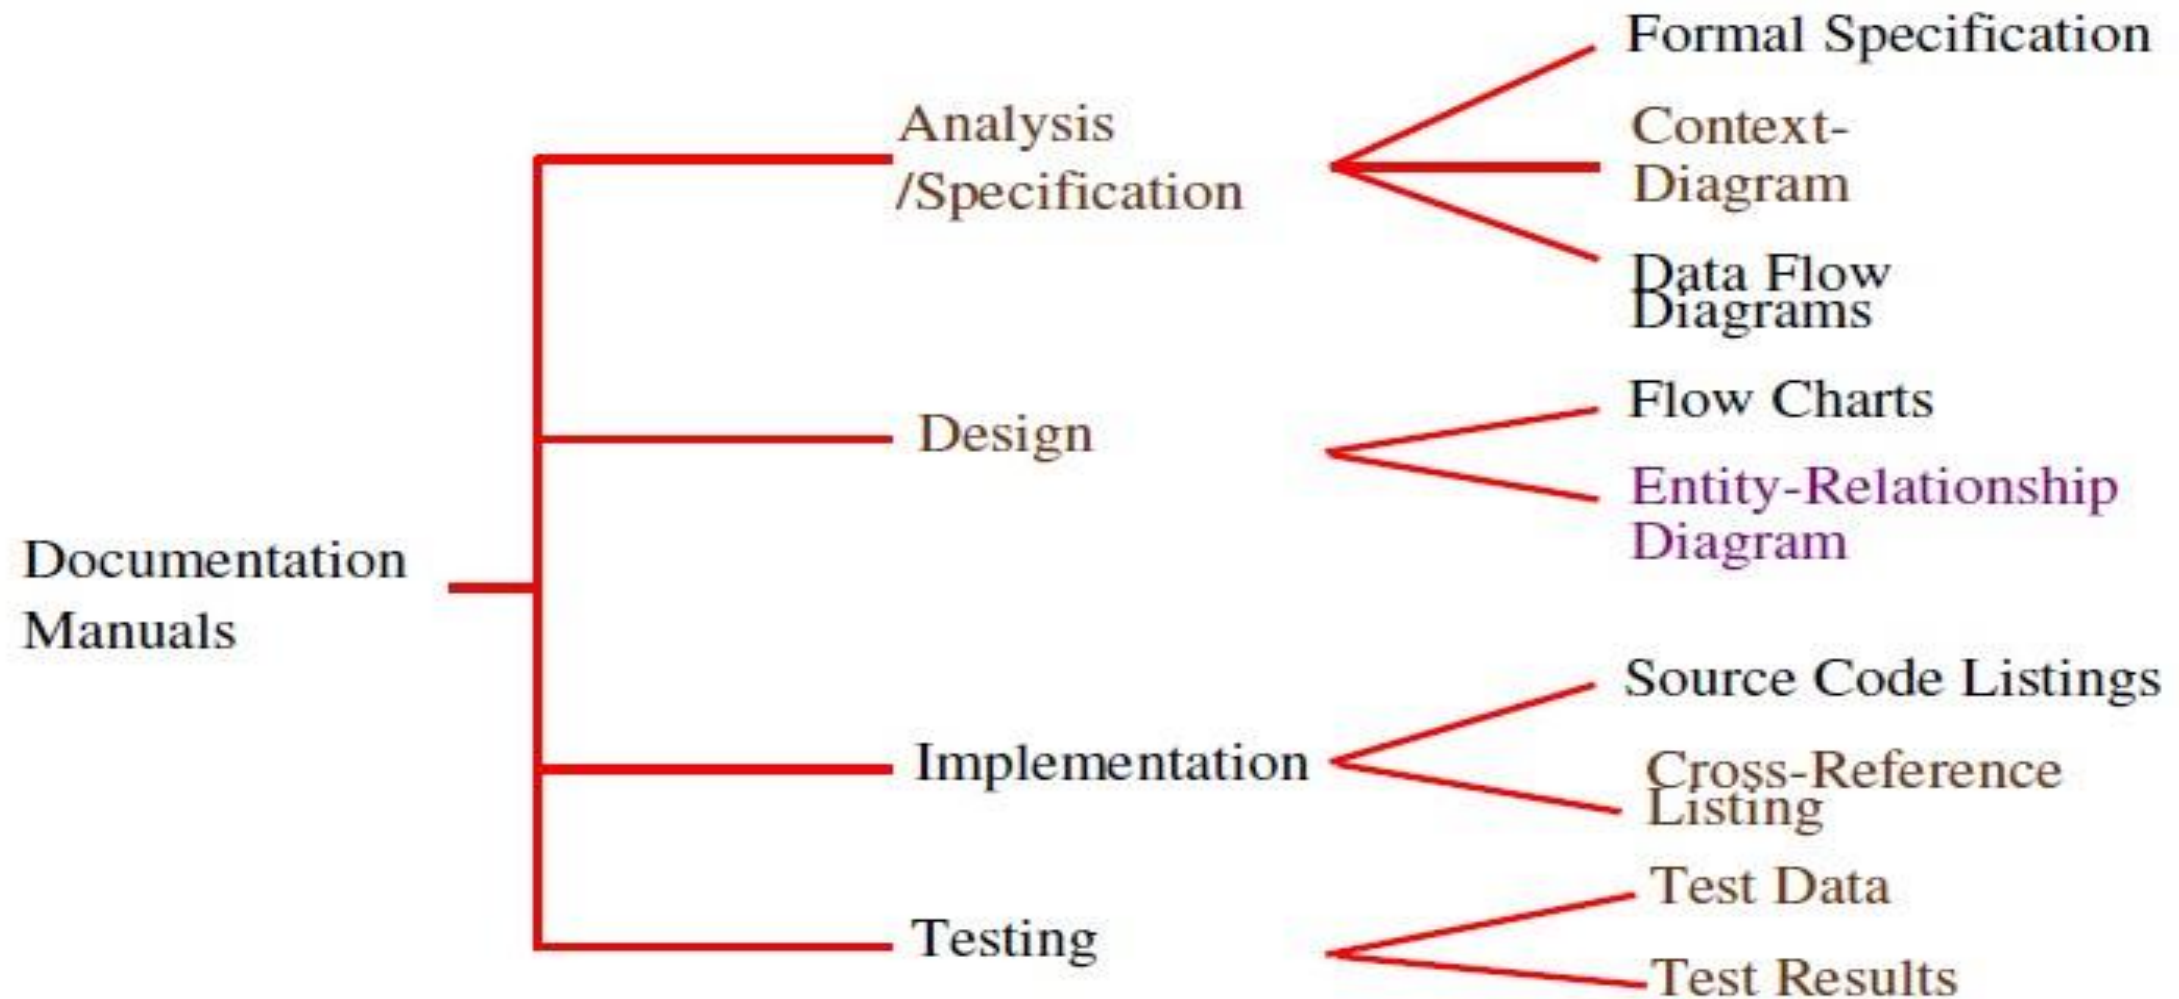 Documentation
Manuals
Analysis
/Specification
Formal Specification
Context-
Diagram
Data Flow
Diagrams
Design
Flow Charts
Entity-Relationship
Diagram
Implementation
Source Code Listings
Cross-Reference
Listing
Testing
Test Data
Test Results